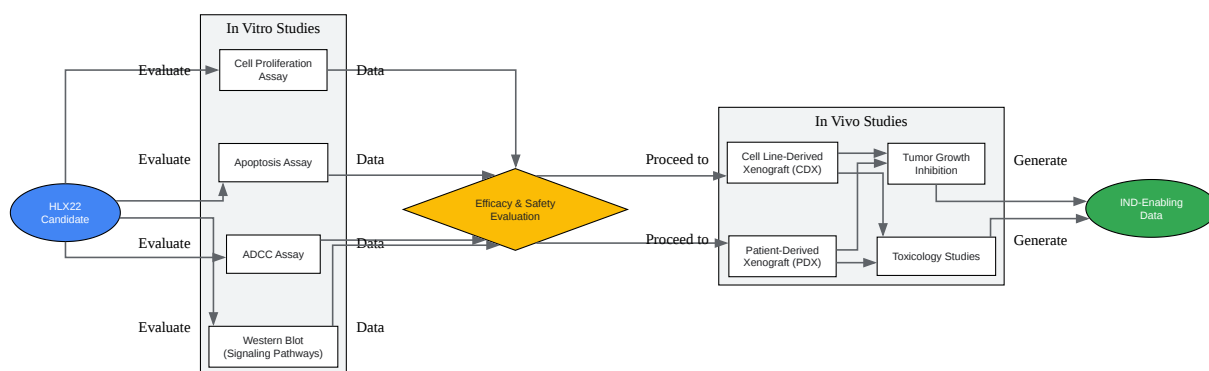 In Vitro Studies
Evaluate
Cell Proliferation
Assay
Data
Evaluate
Apoptosis Assay
Data
HLX22
Candidate
Evaluate
ADCC Assay
Data
Evaluate
Western Blot
(Signaling Pathways)
Data
Efficacy & Safety
Evaluation
Proceed to
Proceed to
In Vivo Studies
Cell Line-Derived
Xenograft (CDX)
Tumor Growth
Inhibition
Patient-Derived
Xenograft (PDX)
Toxicology Studies
Generate
Generate
IND-Enabling
Data